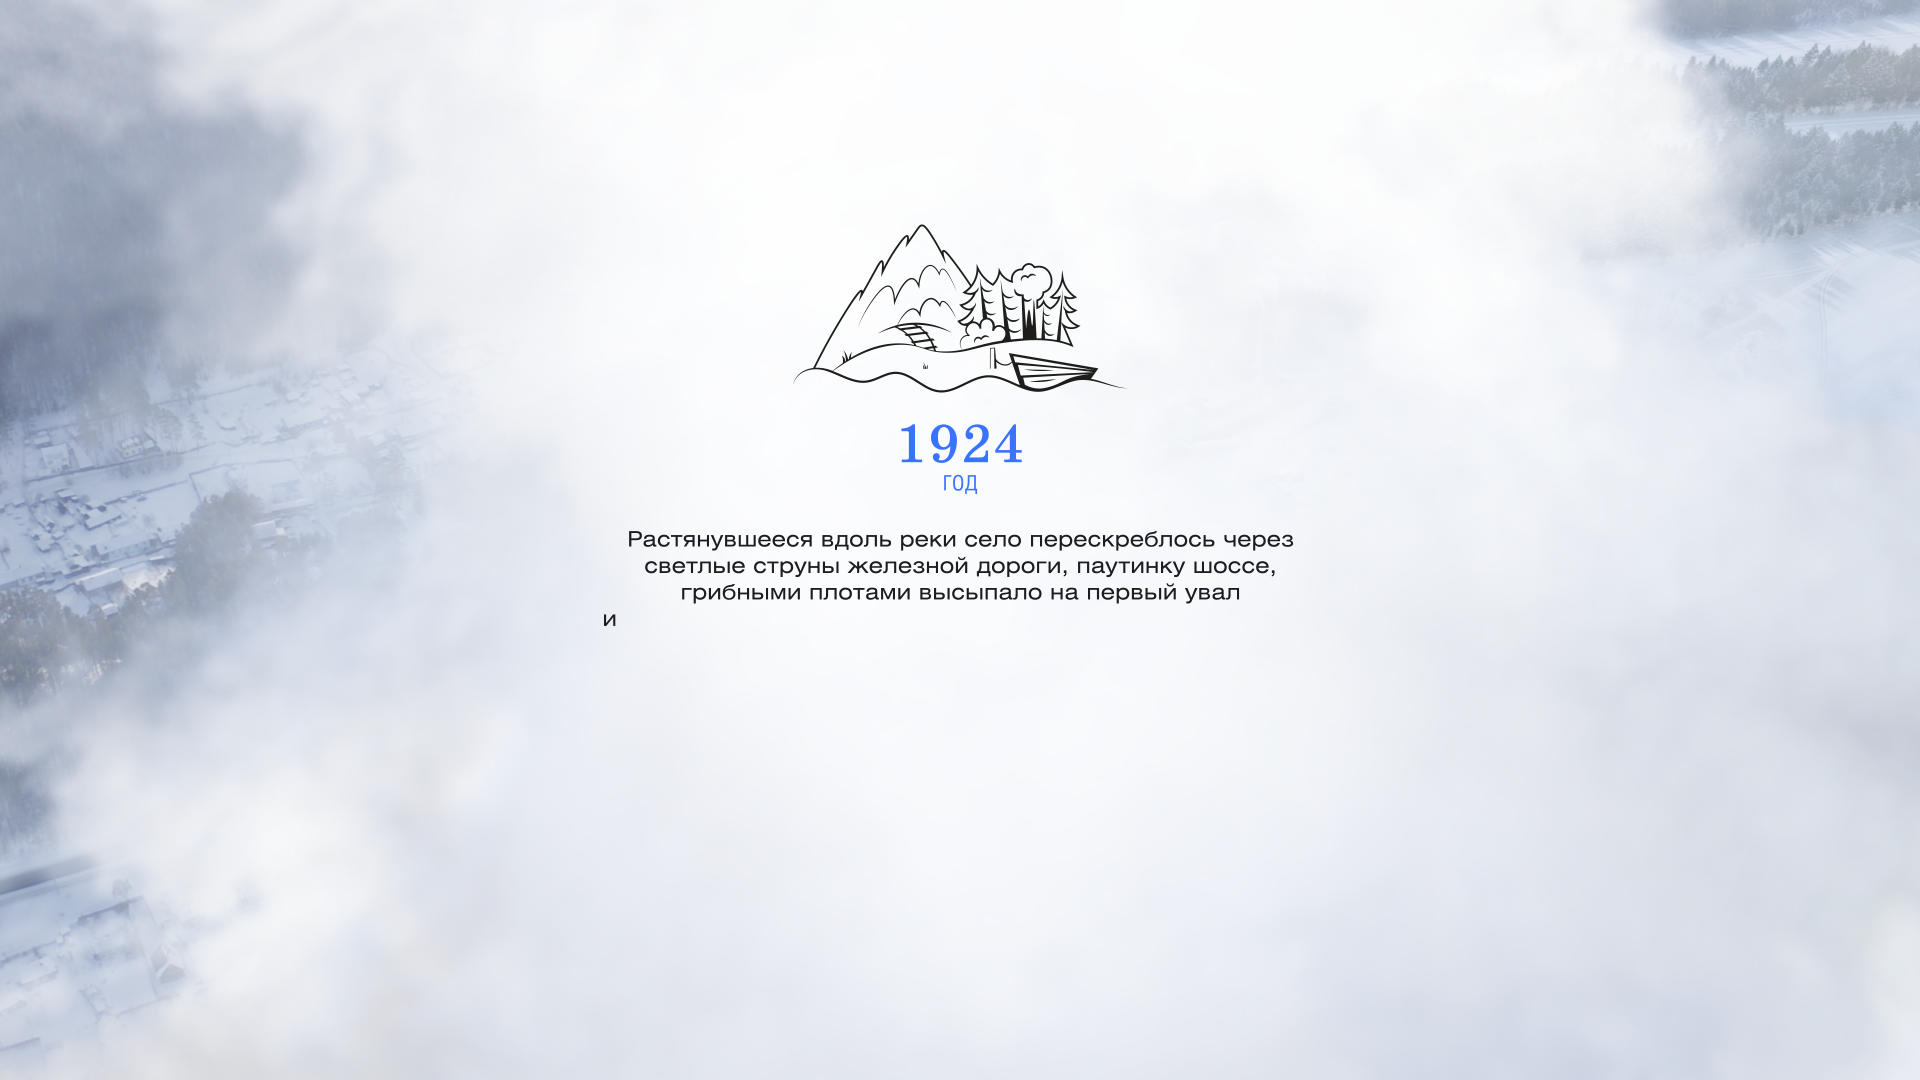 1924
ГОД
Растянувшееся вдоль реки село перескреблось через
светлые струны железной дороги, паутинку шоссе,
грибными плотами высыпало на первый увал
и